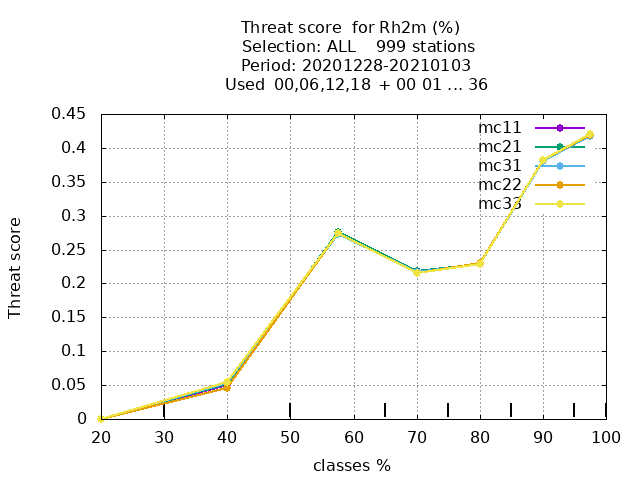 Threat score  for Rh2m (%)
Selection: ALL    999 stations
Period: 20201228-20210103
Used  00,06,12,18  + 00 01 ... 36
0.45
0.4
0.35
0.3
0.25
0.2
0.15
0.1
0.05
0
Threat score
mc11
mc21
mc31
mc22
mc33
20 30 40 50 60 70 80 90 100
classes %